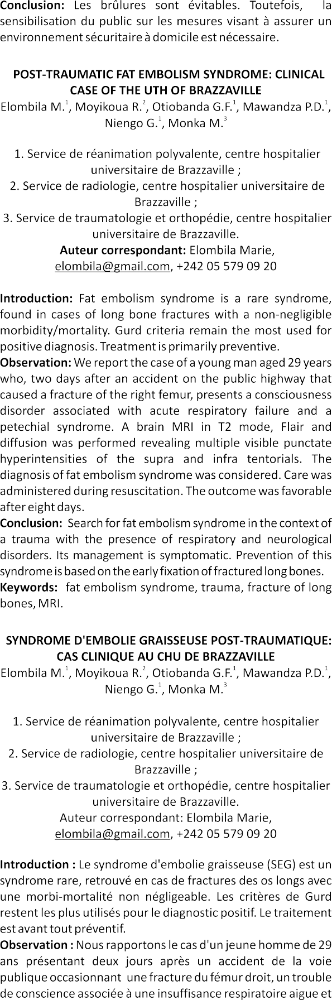 Conclusion: Les brûlures sont évitables. Toutefois, la
sensibilisation du public sur les mesures visant à assurer un
environnement sécuritaire à domicile est nécessaire.
POST-TRAUMATIC FAT EMBOLISM SYNDROME: CLINICAL
CASE OF THE UTH OF BRAZZAVILLE
Elombila M.1, Moyikoua R.2, Otiobanda G.F.1, Mawandza P.D.1,
Niengo G.1, Monka M.3
1. Service de réanimation polyvalente, centre hospitalier
universitaire de Brazzaville ;
2. Service de radiologie, centre hospitalier universitaire de
Brazzaville ;
3. Service de traumatologie et orthopédie, centre hospitalier
universitaire de Brazzaville.
Auteur correspondant: Elombila Marie,
elombila@gmail.com, +242 05 579 09 20
Introduction: Fat embolism syndrome is a rare syndrome,
found in cases of long bone fractures with a non-negligible
morbidity/mortality. Gurd criteria remain the most used for
positive diagnosis. Treatment is primarily preventive.
Observation: We report the case of a young man aged 29 years
who, two days after an accident on the public highway that
caused a fracture of the right femur, presents a consciousness
disorder associated with acute respiratory failure and a
petechial syndrome. A brain MRI in T2 mode, Flair and
diffusion was performed revealing multiple visible punctate
hyperintensities of the supra and infra tentorials. The
diagnosis of fat embolism syndrome was considered. Care was
administered during resuscitation. The outcome was favorable
after eight days.
Conclusion: Search for fat embolism syndrome in the context of
a trauma with the presence of respiratory and neurological
disorders. Its management is symptomatic. Prevention of this
syndrome is based on the early fixation of fractured long bones.
Keywords: fat embolism syndrome, trauma, fracture of long
bones, MRI.
SYNDROME D'EMBOLIE GRAISSEUSE POST-TRAUMATIQUE:
CAS CLINIQUE AU CHU DE BRAZZAVILLE
Elombila M.1, Moyikoua R.2, Otiobanda G.F.1, Mawandza P.D.1,
Niengo G.1, Monka M.3
1. Service de réanimation polyvalente, centre hospitalier
universitaire de Brazzaville ;
2. Service de radiologie, centre hospitalier universitaire de
Brazzaville ;
3. Service de traumatologie et orthopédie, centre hospitalier
universitaire de Brazzaville.
Auteur correspondant: Elombila Marie,
elombila@gmail.com, +242 05 579 09 20
Introduction : Le syndrome d'embolie graisseuse (SEG) est un
syndrome rare, retrouvé en cas de fractures des os longs avec
une morbi-mortalité non négligeable. Les critères de Gurd
restent les plus utilisés pour le diagnostic positif. Le traitement
est avant tout préventif.
Observation : Nous rapportons le cas d'un jeune homme de 29
ans présentant deux jours après un accident de la voie
publique occasionnant une fracture du fémur droit, un trouble
de conscience associée à une insuffisance respiratoire aigue et